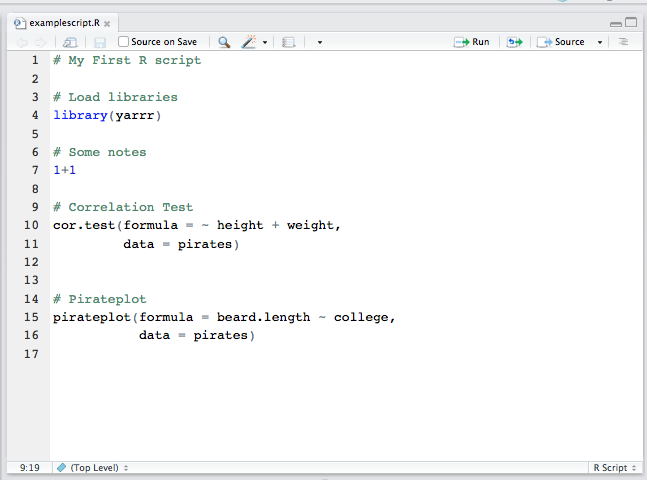 examplescript.R
Source on Save
Run
Source
1 # My First R script
2
3 # Load libraries
4 library(yarrr)
5
6 # Some notes
7 1+1
8
9 # Correlation Test
10 cor.test(formula = ~ height + weight,
11          data = pirates)
12
13
14 # Pirateplot
15 pirateplot(formula = beard.length ~ college,
16            data = pirates)
17
9:19 (Top Level) R Script